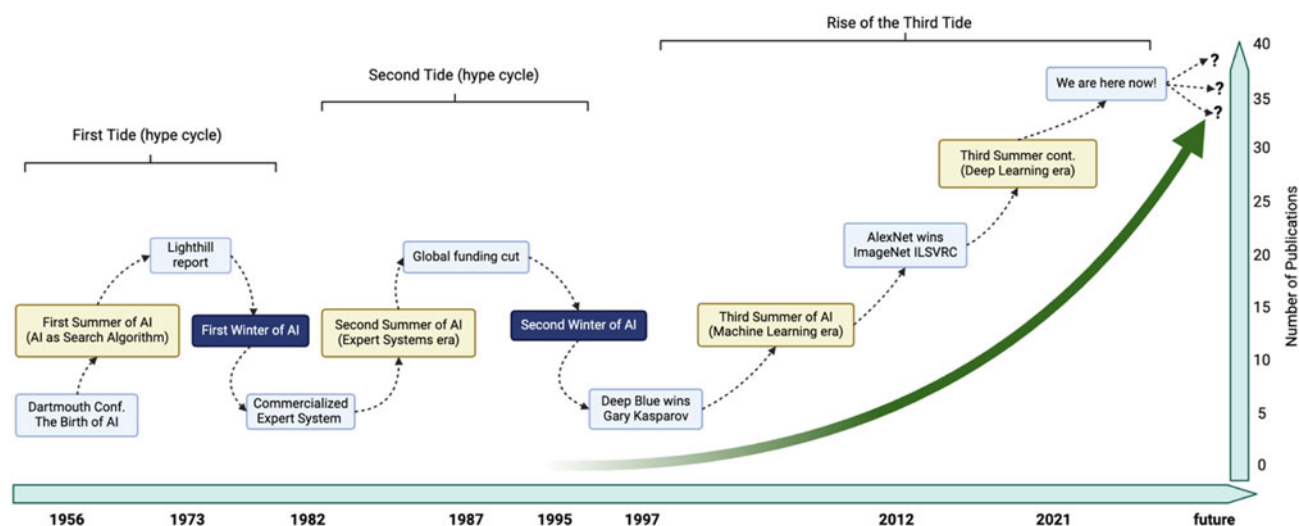 Rise of the Third Tide
Second Tide (hype cycle)
First Tide (hype cycle)
Dartmouth Conf.
The Birth of AI
First Summer of AI
(AI as Search Algorithm)
Lighthill
report
First Winter of AI
Commercialized
Expert System
Second Summer of AI
(Expert Systems era)
Global funding cut
Second Winter of AI
Deep Blue wins
Gary Kasparov
Third Summer of AI
(Machine Learning era)
AlexNet wins
ImageNet ILSVRC
Third Summer cont.
(Deep Learning era)
We are here now!
?
?
?
40
35
30
25
20
15
10
5
0
Number of Publications
1956
1973
1982
1987
1995
1997
2012
2021
future